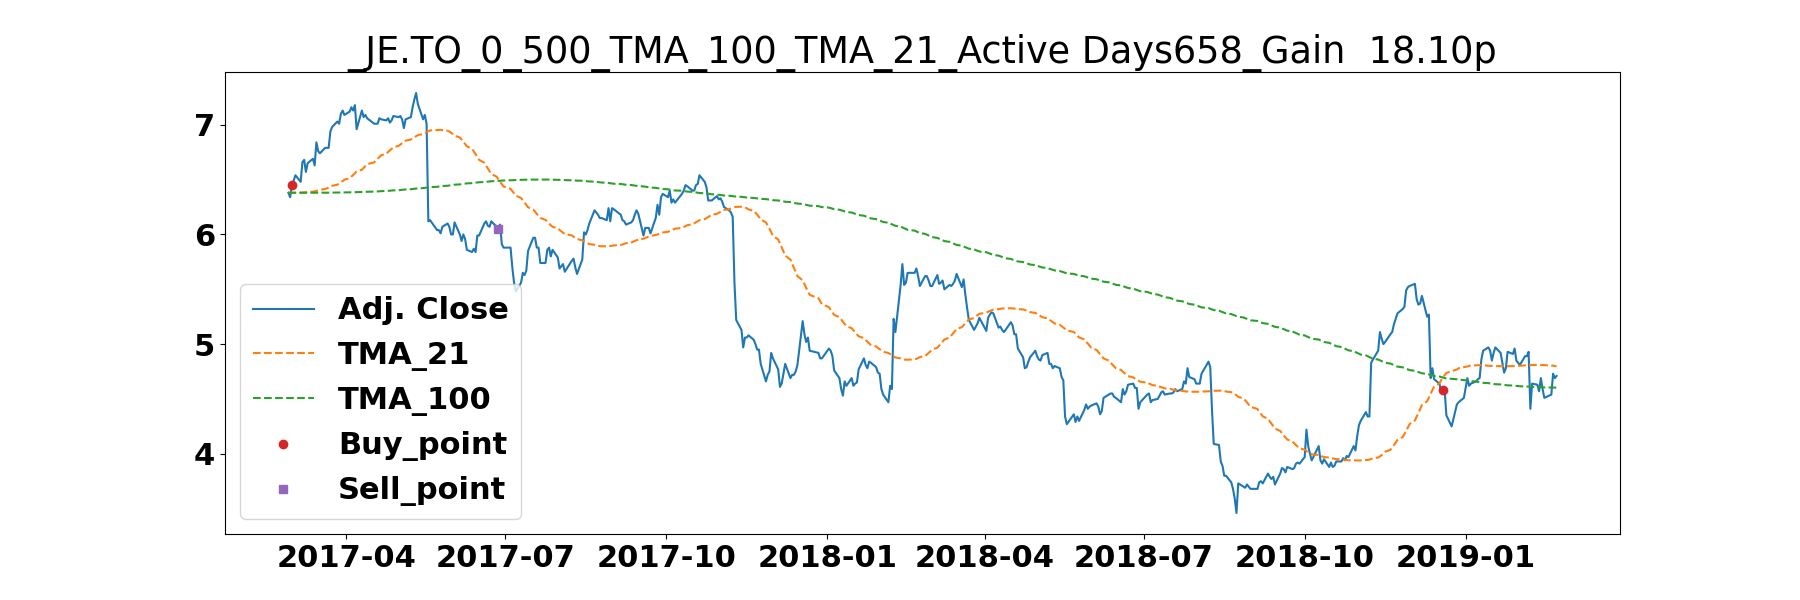 _JE.TO_0_500_TMA_100_TMA_21_Active Days658_Gain  18.10p
7
6
5
4
Adj. Close
TMA_21
TMA_100
Buy_point
Sell_point
2017-04 2017-07 2017-10 2018-01 2018-04 2018-07 2018-10 2019-01